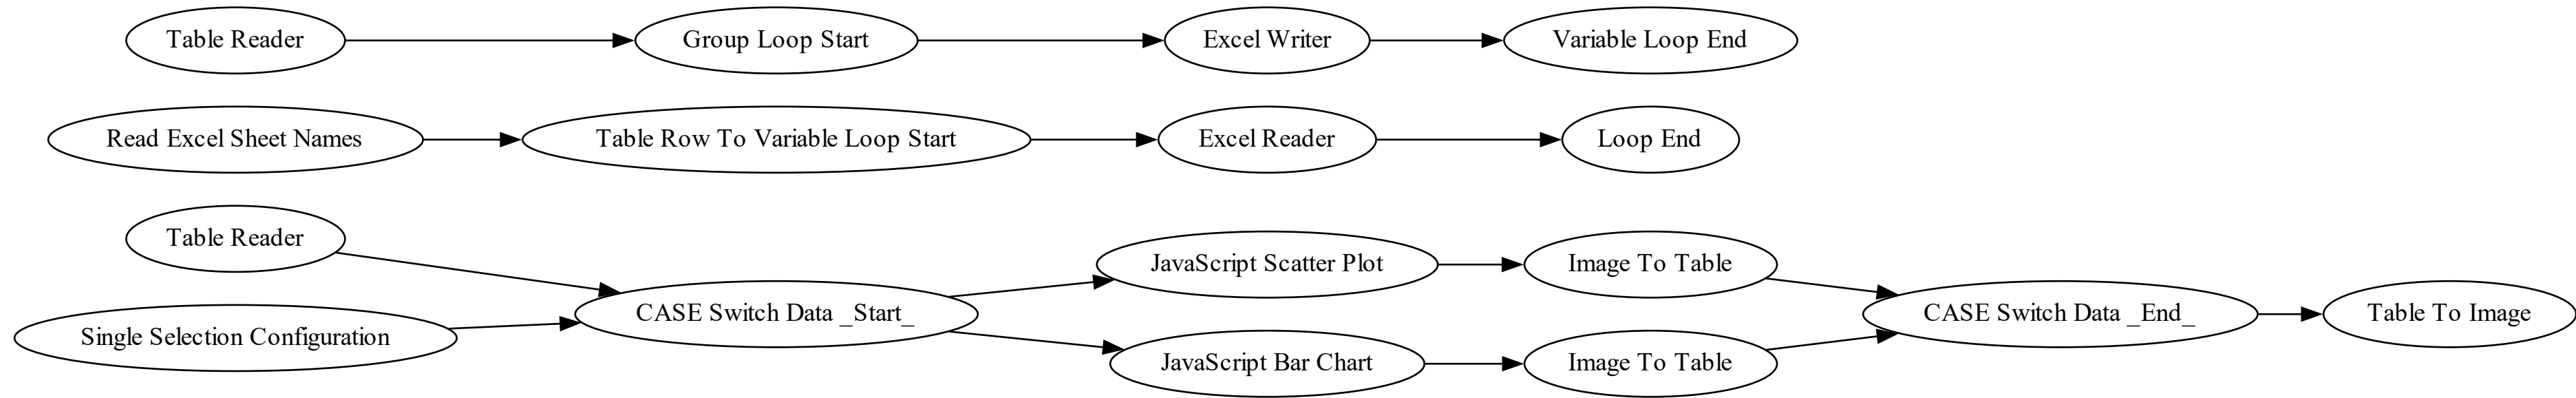 Table Reader
Group Loop Start
Excel Writer
Variable Loop End
Read Excel Sheet Names
Table Row To Variable Loop Start
Excel Reader
Loop End
Table Reader
Single Selection Configuration
CASE Switch Data _Start_
JavaScript Scatter Plot
Image To Table
JavaScript Bar Chart
Image To Table
CASE Switch Data _End_
Table To Image